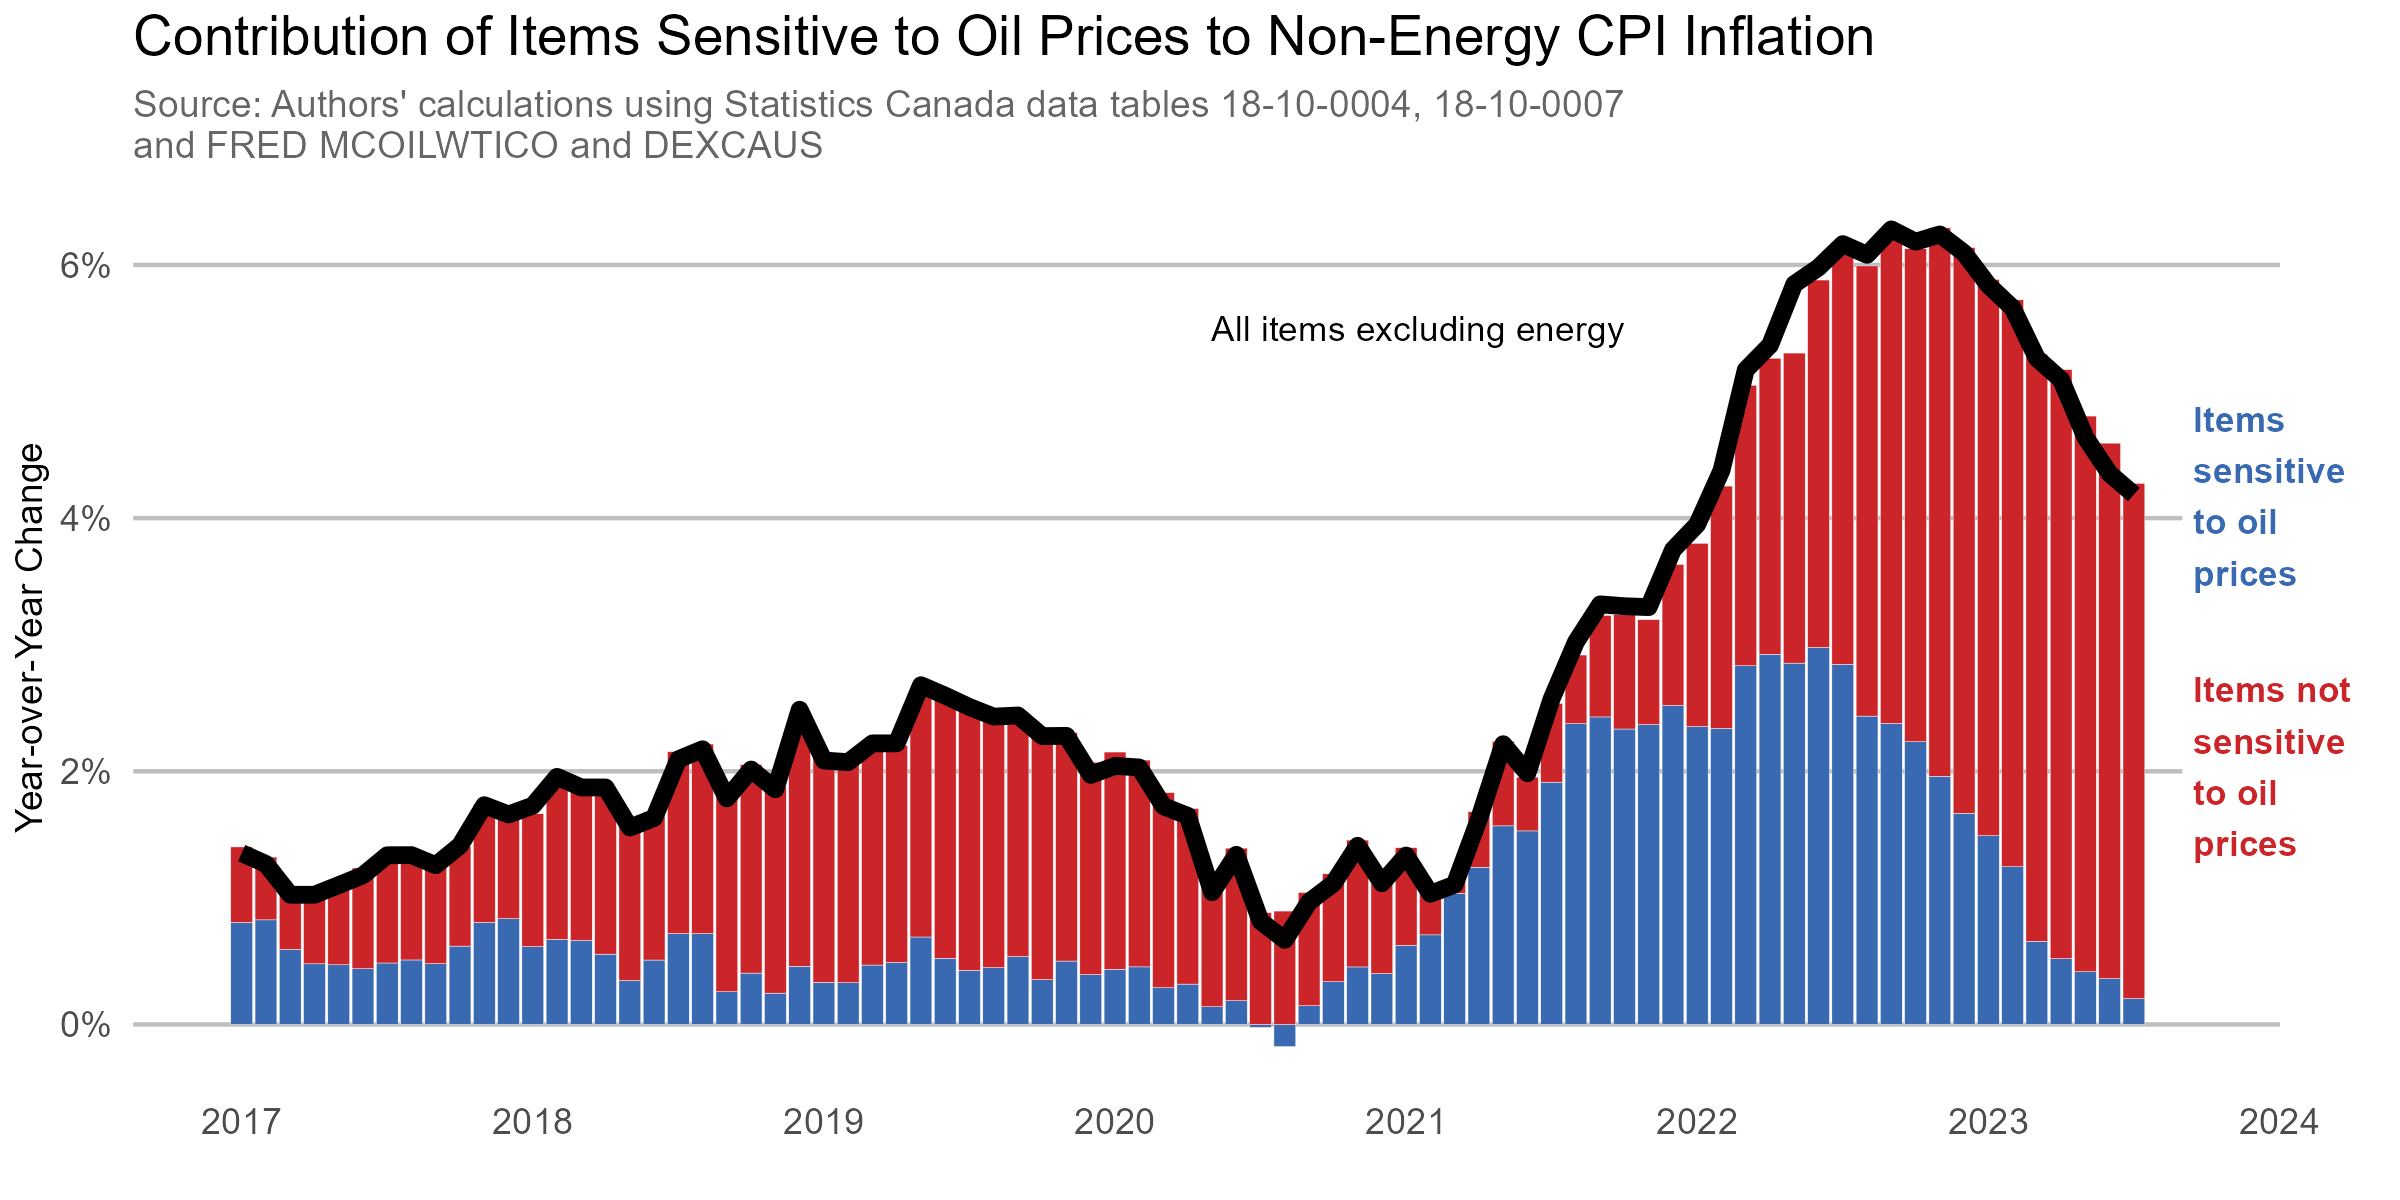 Contribution of Items Sensitive to Oil Prices to Non-Energy CPI Inflation
Source: Authors' calculations using Statistics Canada data tables 18-10-0004, 18-10-0007
and FRED MCOILWTICO and DEXCAUS
Year-over-Year Change
6%
4%
2%
0%
All items excluding energy
Items
sensitive
to oil
prices
Items not
sensitive
to oil
prices
2017
2018
2019
2020
2021
2022
2023
2024